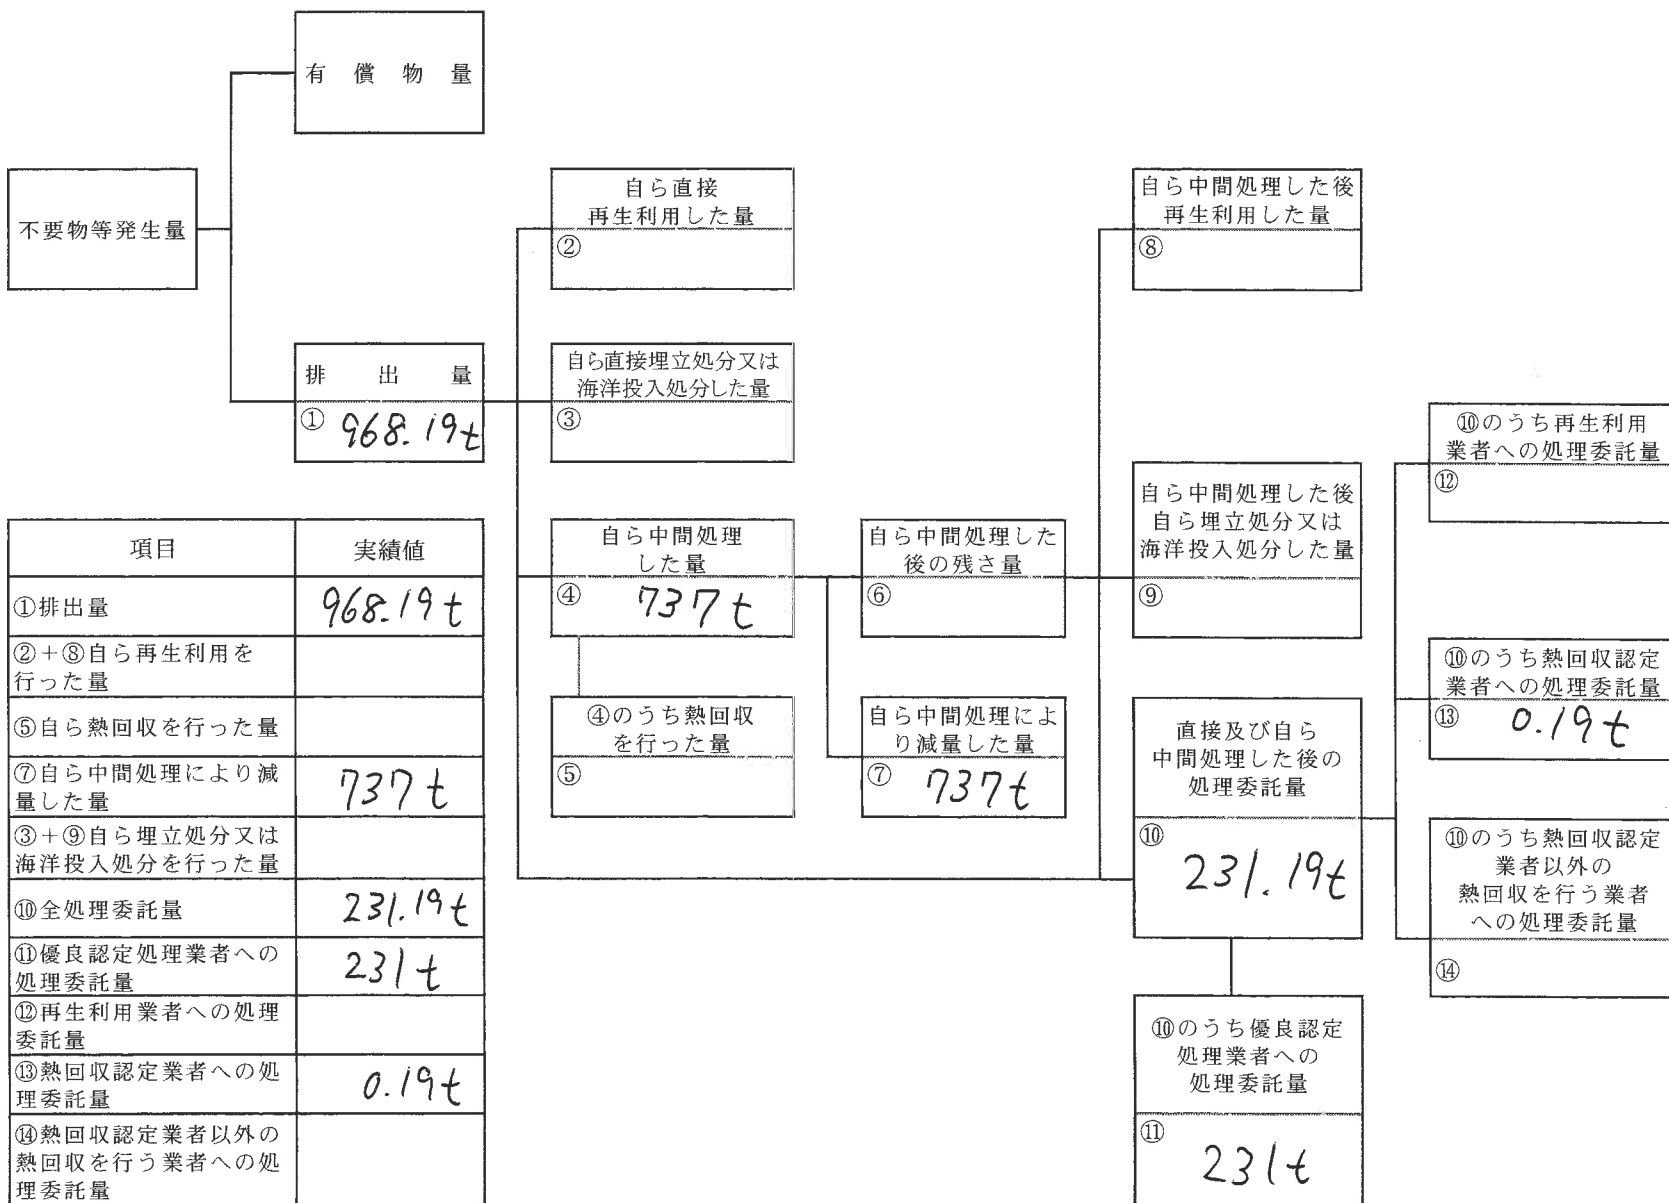 有償物量
不要物等発生量
排出量
① 968.19t
自ら直接
再生利用した量
②
自ら直接埋立処分又は
海洋投入処分した量
③
自ら中間処理
した量
④ 737t
④のうち熱回収
を行った量
⑤
自ら中間処理した
後の残さ量
⑥
自ら中間処理によ
り減量した量
⑦ 737t
自ら中間処理した後
再生利用した量
⑧
自ら中間処理した後
自ら埋立処分又は
海洋投入処分した量
⑨
直接及び自ら
中間処理した後の
処理委託量
⑩ 231.19t
⑩のうち優良認定
処理業者への
処理委託量
⑪ 231t
⑩のうち再生利用
業者への処理委託量
⑫
⑩のうち熱回収認定
業者への処理委託量
⑬ 0.19t
⑩のうち熱回収認定
業者以外の
熱回収を行う業者
への処理委託量
⑭
項目 実績値
①排出量 968.19t
②+⑧自ら再生利用を
行った量
⑤自ら熱回収を行った量
⑦自ら中間処理により減
量した量 737t
③+⑨自ら埋立処分又は
海洋投入処分を行った量
⑩全処理委託量 231.19t
⑪優良認定処理業者への
処理委託量 231t
⑫再生利用業者への処理
委託量
⑬熱回収認定業者への処
理委託量 0.19t
⑭熱回収認定業者以外の
熱回収を行う業者への処
理委託量